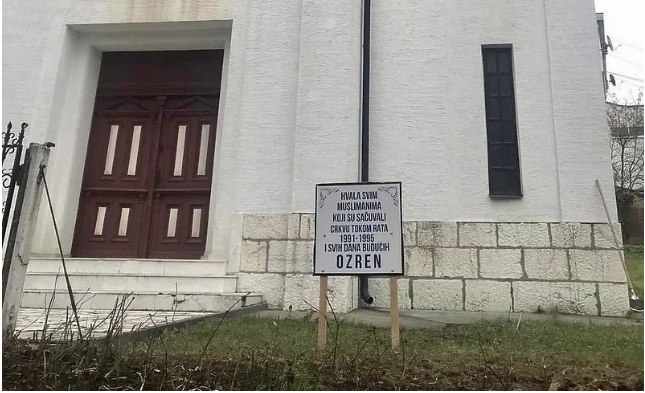 HVALA SVIM
MUSLIMANIMA
KOJI SU SAČUVALI
CRKVU TOKOM RATA
1991-1995
I SVIH DANA BUDUĆIH
OZREN